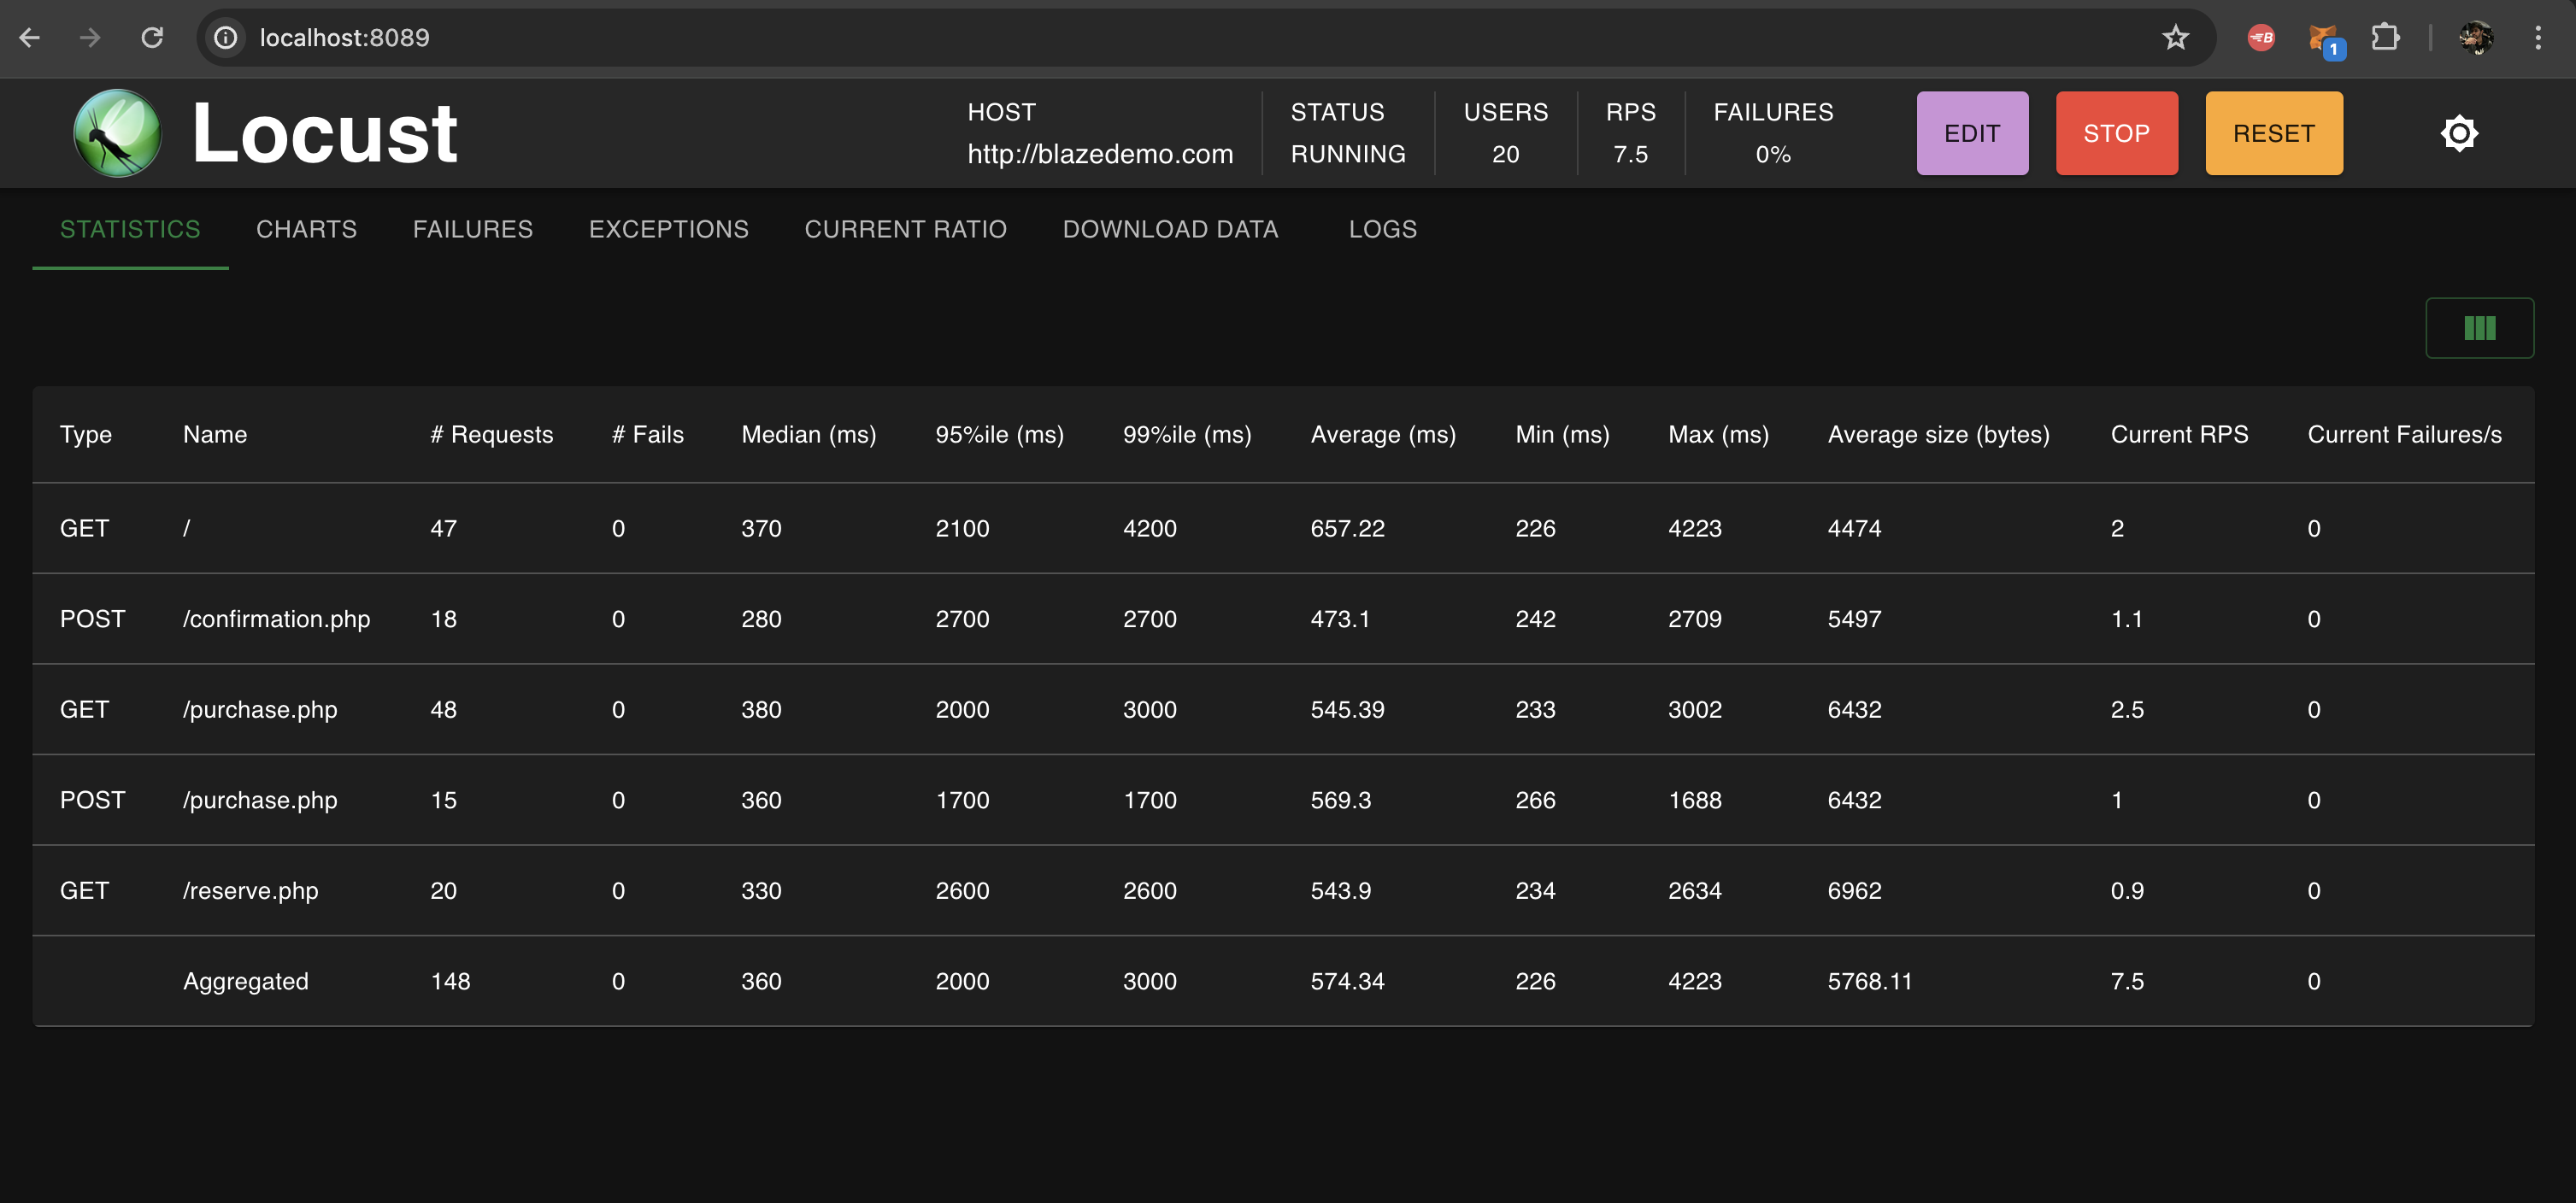 localhost:8089
B
1
Locust
HOST
http://blazedemo.com
STATUS
RUNNING
USERS
20
RPS
7.5
FAILURES
0%
EDIT
STOP
RESET
STATISTICS CHARTS FAILURES EXCEPTIONS CURRENT RATIO DOWNLOAD DATA LOGS
Type Name # Requests # Fails Median (ms) 95%ile (ms) 99%ile (ms) Average (ms) Min (ms) Max (ms) Average size (bytes) Current RPS Current Failures/s
GET / 47 0 370 2100 4200 657.22 226 4223 4474 2 0
POST /confirmation.php 18 0 280 2700 2700 473.1 242 2709 5497 1.1 0
GET /purchase.php 48 0 380 2000 3000 545.39 233 3002 6432 2.5 0
POST /purchase.php 15 0 360 1700 1700 569.3 266 1688 6432 1 0
GET /reserve.php 20 0 330 2600 2600 543.9 234 2634 6962 0.9 0
Aggregated 148 0 360 2000 3000 574.34 226 4223 5768.11 7.5 0